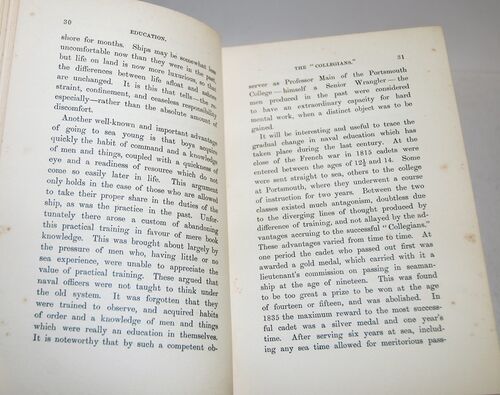 30
EDUCATION.
shore for months. Ships may be somewhat less
uncomfortable now than they were in the past,
but life on land is now more luxurious, so that
the differences between life afloat and ashore
are unchanged. It is this that tells—the re-
straint, confinement, and ceaseless responsibility
especially—rather than the absolute amount of
discomfort.
Another well-known and important advantage
of going to sea young is that boys acquire
quickly the habit of command and a knowledge
of men and things, coupled with a quickness of
eye and a readiness of resource which do not
come so easily later in life. This argument
only holds in the case of those who are allowed
to take their proper share in the duties of the
ship, as was the practice in the past. Unfor-
tunately there arose a custom of abandoning
this practical training in favour of mere book
knowledge. This was brought about largely by
the pressure of men who, having little or no
sea experience, were unable to appreciate the
value of practical training. These argued that
naval officers were not taught to think under
the old system. It was forgotten that they
were trained to observe, and acquired habits
of order and a knowledge of men and things
which were really an education in themselves.
It is noteworthy that by such a competent ob-
THE "COLLEGIANS."
31
server as Professor Main of the Portsmouth
College—himself a Senior Wrangler—the
men produced in the past were considered
to have an extraordinary capacity for hard
mental work, when a distinct object was to be
gained.
It will be interesting and useful to trace the
gradual change in naval education which has
taken place during the last century. At the
close of the French war in 1815 cadets were
entered between the ages of 12½ and 14. Some
were sent straight to sea, others to the college
at Portsmouth, where they underwent a course
of instruction for two years. Between the two
classes existed much antagonism, doubtless due
to the diverging lines of thought produced by
difference of training, and not allayed by the ad-
vantages accruing to the successful "Collegians."
These advantages varied from time to time. At
one period the cadet who passed out first was
awarded a gold medal, which carried with it a
lieutenant's commission on passing in seaman-
ship at the age of nineteen. This was found
to be too great a prize to be won at the age
of fourteen or fifteen, and was abolished. In
1835 the maximum reward to the most success-
ful cadet was a silver medal and one year's
time. After serving six years at sea, includ-
ing any sea time allowed for meritorious pass-